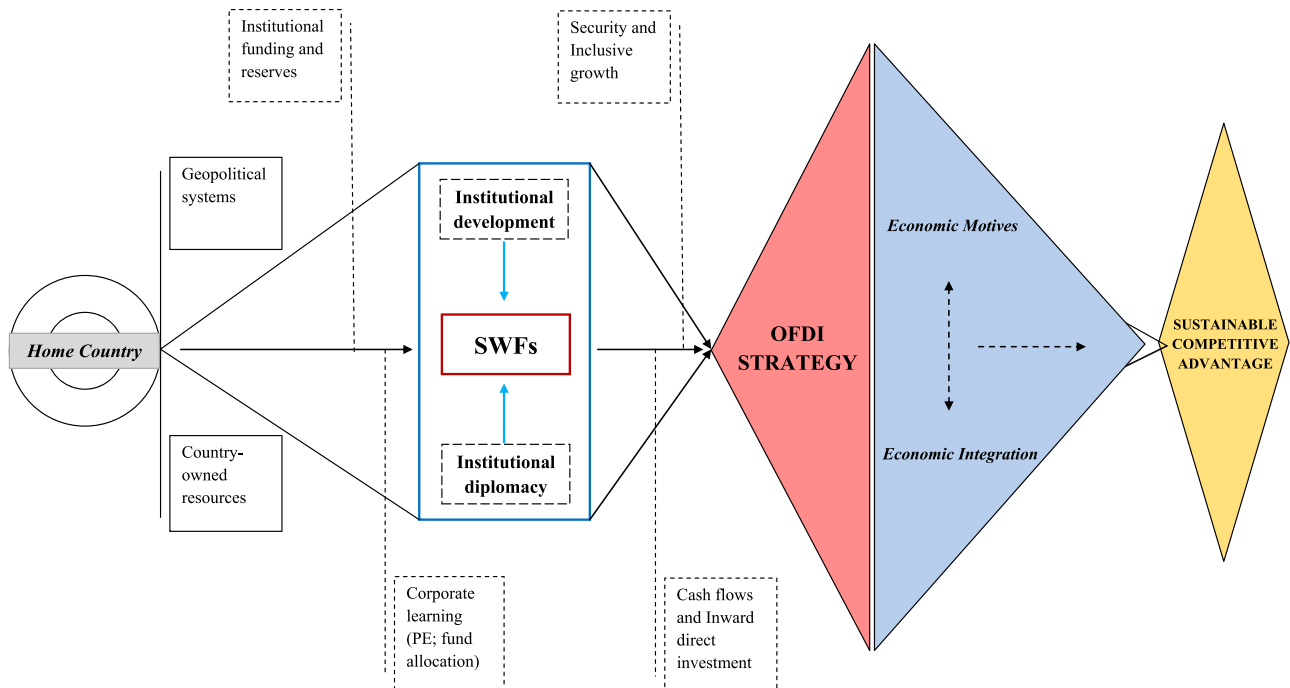 Institutional
funding and
reserves
Security and
Inclusive
growth
Geopolitical
systems
Home Country
Country-
owned
resources
Institutional
development
SWFs
Institutional
diplomacy
Corporate
learning
(PE; fund
allocation)
Cash flows
and Inward
direct
investment
OFDI
STRATEGY
Economic Motives
Economic Integration
SUSTAINABLE
COMPETITIVE
ADVANTAGE